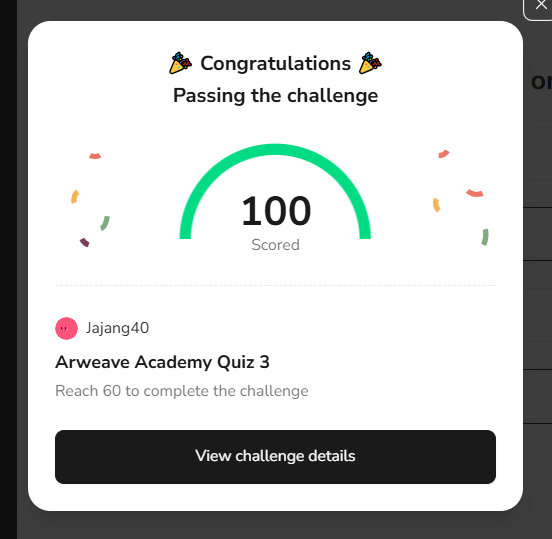 🎉 Congratulations 🎉
Passing the challenge
100
Scored
Jajang40
Arweave Academy Quiz 3
Reach 60 to complete the challenge
View challenge details